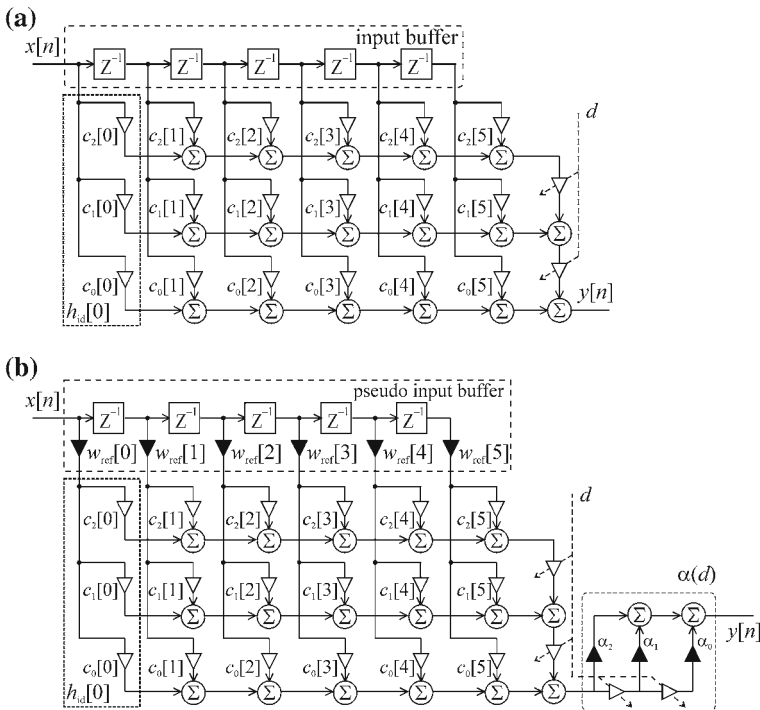 (a)
x[n] input buffer
Z⁻¹ Z⁻¹ Z⁻¹ Z⁻¹ Z⁻¹
d
c₂[0] c₂[1] c₂[2] c₂[3] c₂[4] c₂[5]
Σ Σ Σ Σ Σ
c₁[0] c₁[1] c₁[2] c₁[3] c₁[4] c₁[5]
Σ Σ Σ Σ Σ Σ
c₀[0] c₀[1] c₀[2] c₀[3] c₀[4] c₀[5]
y[n]
h_id[0] Σ Σ Σ Σ Σ Σ
(b)
x[n] pseudo input buffer
Z⁻¹ Z⁻¹ Z⁻¹ Z⁻¹ Z⁻¹
w_ref[0] w_ref[1] w_ref[2] w_ref[3] w_ref[4] w_ref[5]
d
c₂[0] c₂[1] c₂[2] c₂[3] c₂[4] c₂[5]
Σ Σ Σ Σ Σ
α(d)
c₁[0] c₁[1] c₁[2] c₁[3] c₁[4] c₁[5]
Σ Σ Σ Σ Σ Σ Σ Σ
y[n]
α₂ α₁ α₀
c₀[0] c₀[1] c₀[2] c₀[3] c₀[4] c₀[5]
h_id[0] Σ Σ Σ Σ Σ Σ